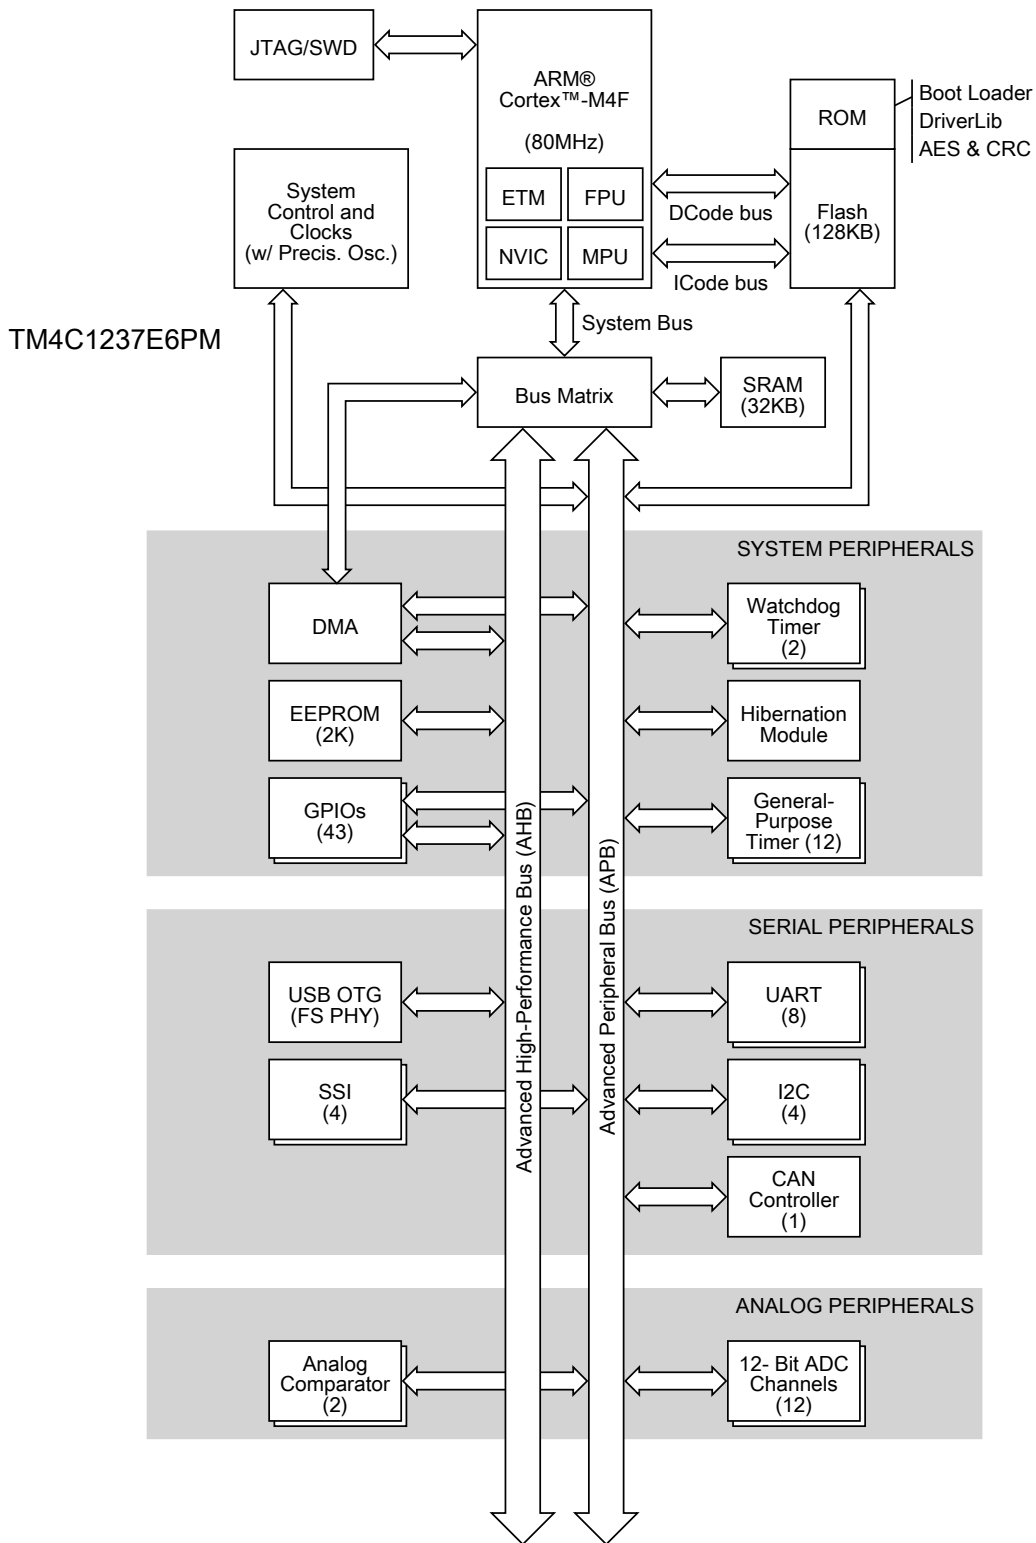 JTAG/SWD
ARM®
Cortex™-M4F
(80MHz)
ETM
FPU
NVIC
MPU
ROM
Boot Loader
DriverLib
AES & CRC
Flash
(128KB)
DCode bus
ICode bus
System
Control and
Clocks
(w/ Precis. Osc.)
TM4C1237E6PM
System Bus
Bus Matrix
SRAM
(32KB)
SYSTEM PERIPHERALS
DMA
Watchdog
Timer
(2)
EEPROM
(2K)
Hibernation
Module
GPIOs
(43)
General-
Purpose
Timer (12)
Advanced High-Performance Bus (AHB)
Advanced Peripheral Bus (APB)
SERIAL PERIPHERALS
USB OTG
(FS PHY)
UART
(8)
SSI
(4)
I2C
(4)
CAN
Controller
(1)
ANALOG PERIPHERALS
Analog
Comparator
(2)
12- Bit ADC
Channels
(12)